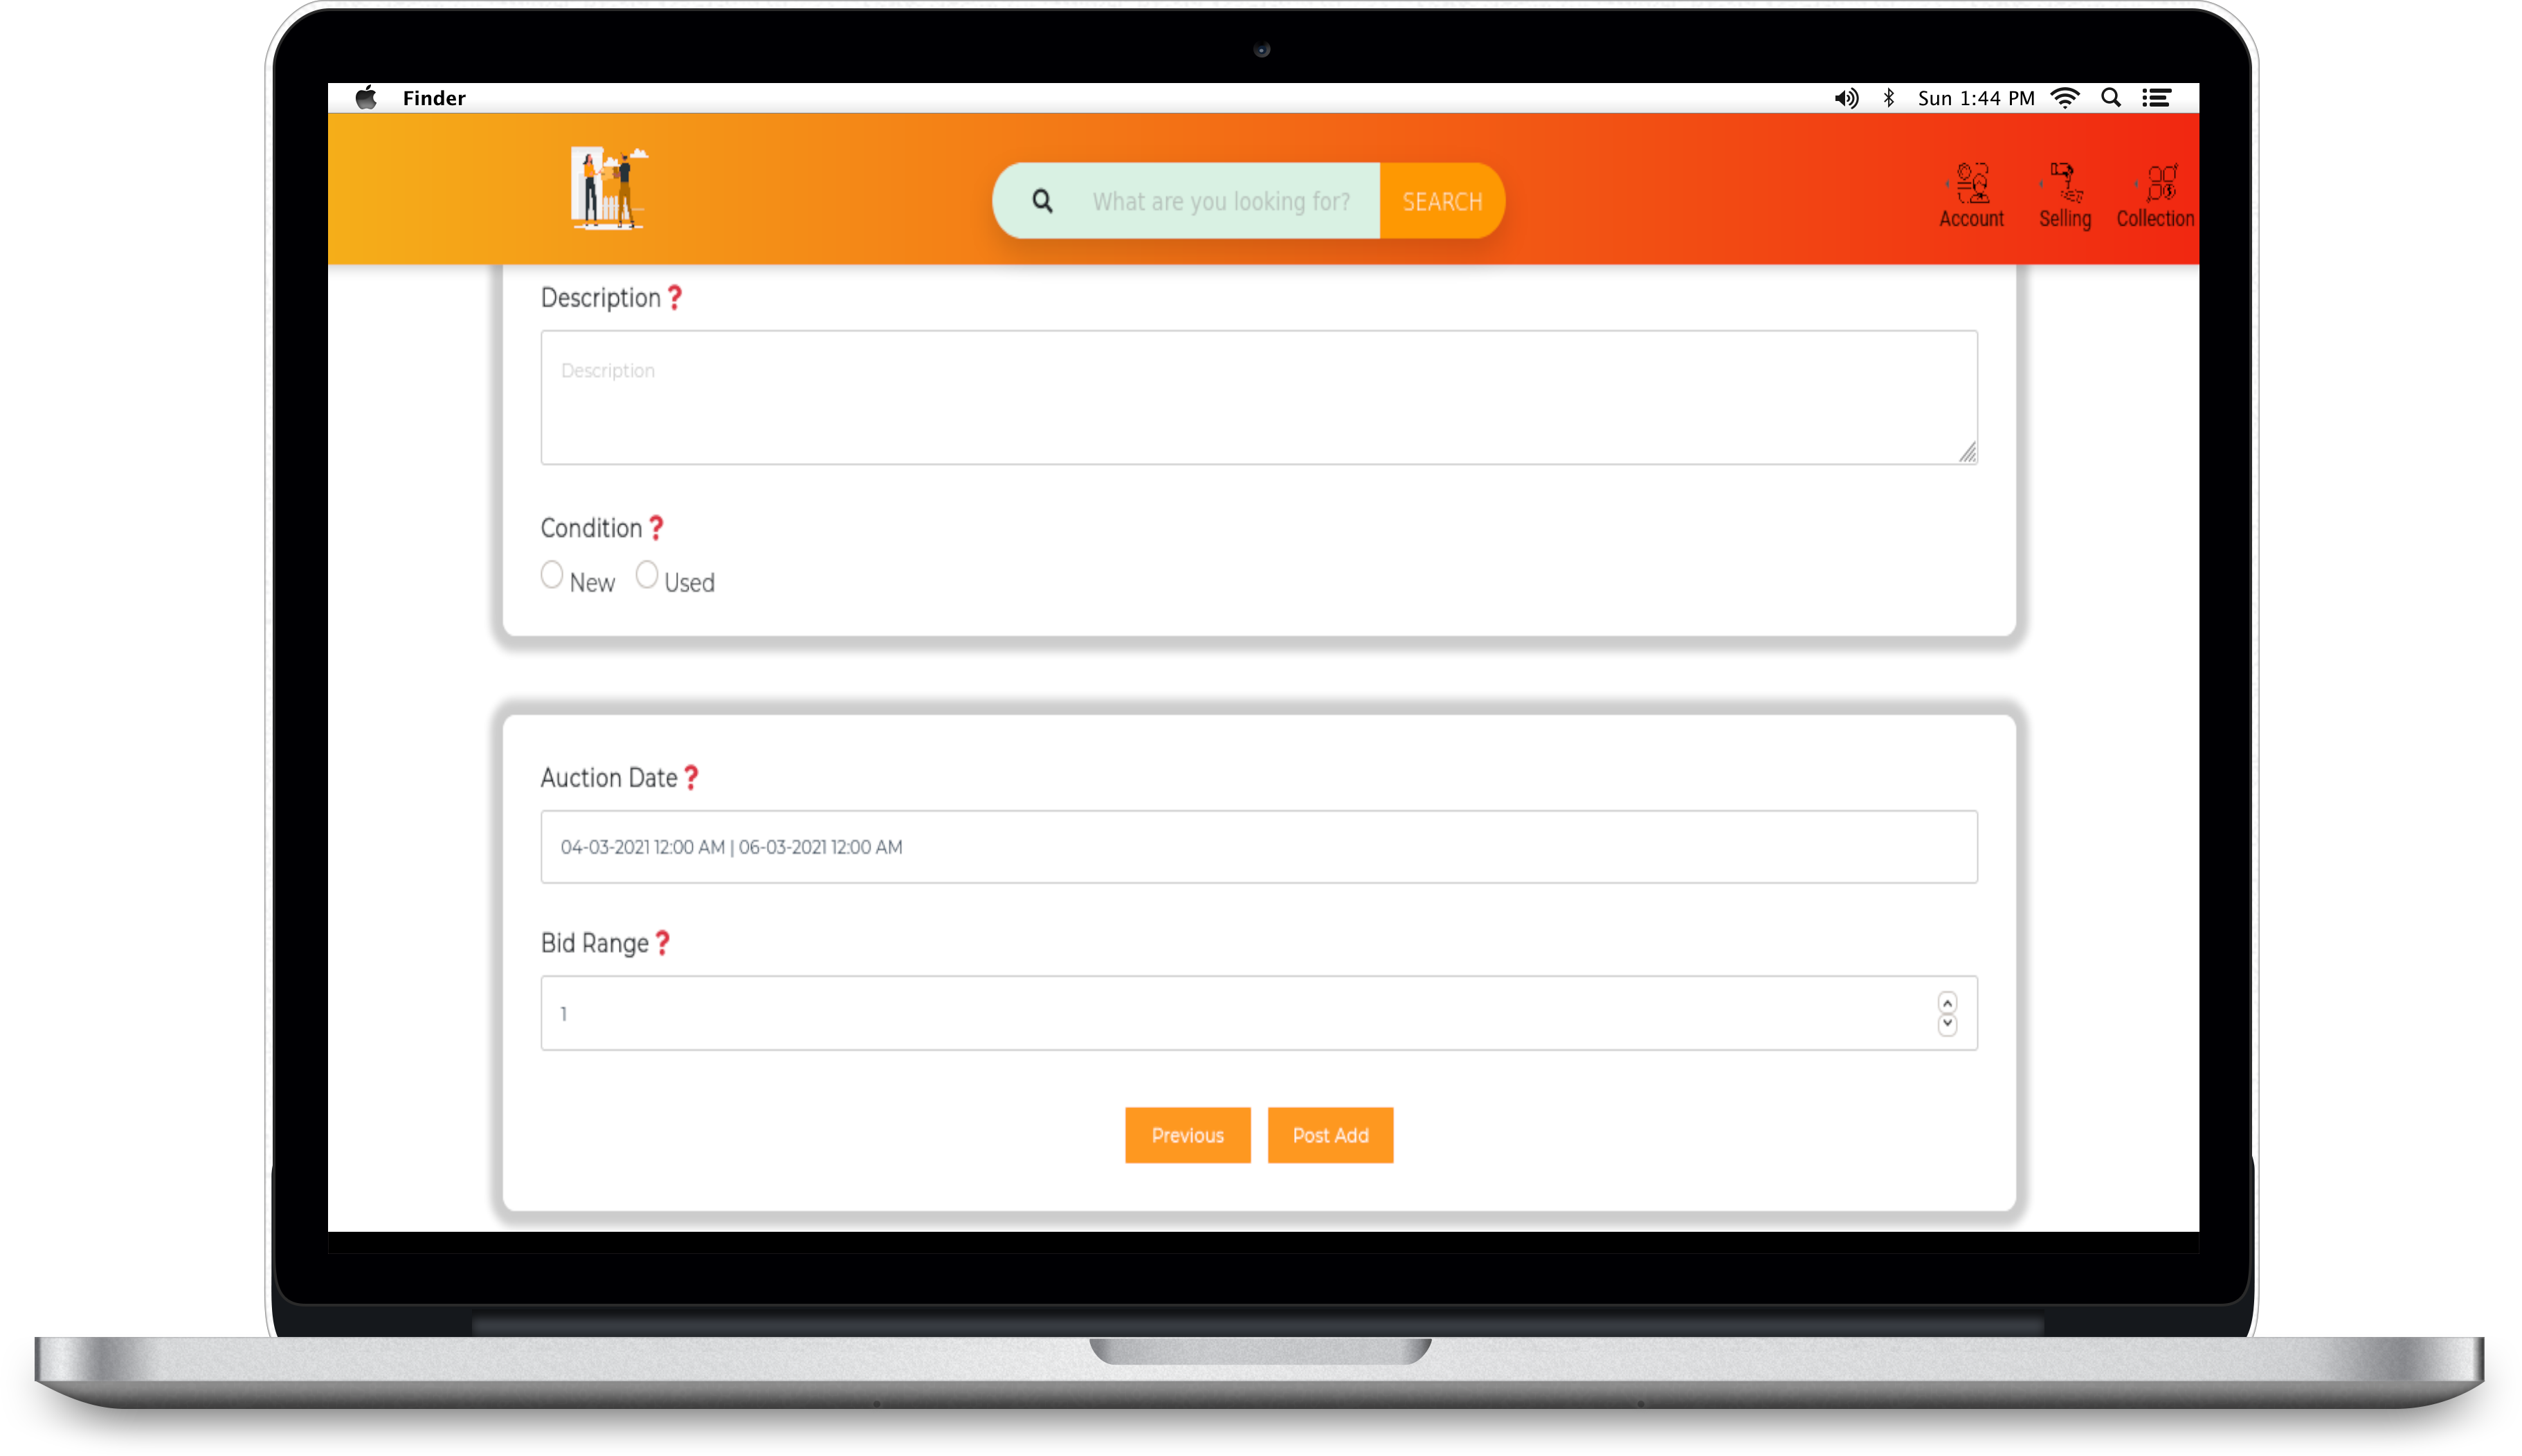 Finder
Sun 1:44 PM
What are you looking for?
SEARCH
Account
Selling
Collection
Description ?
Description
Condition ?
New
Used
Auction Date ?
04-03-2021 12:00 AM | 06-03-2021 12:00 AM
Bid Range ?
1
Previous
Post Add